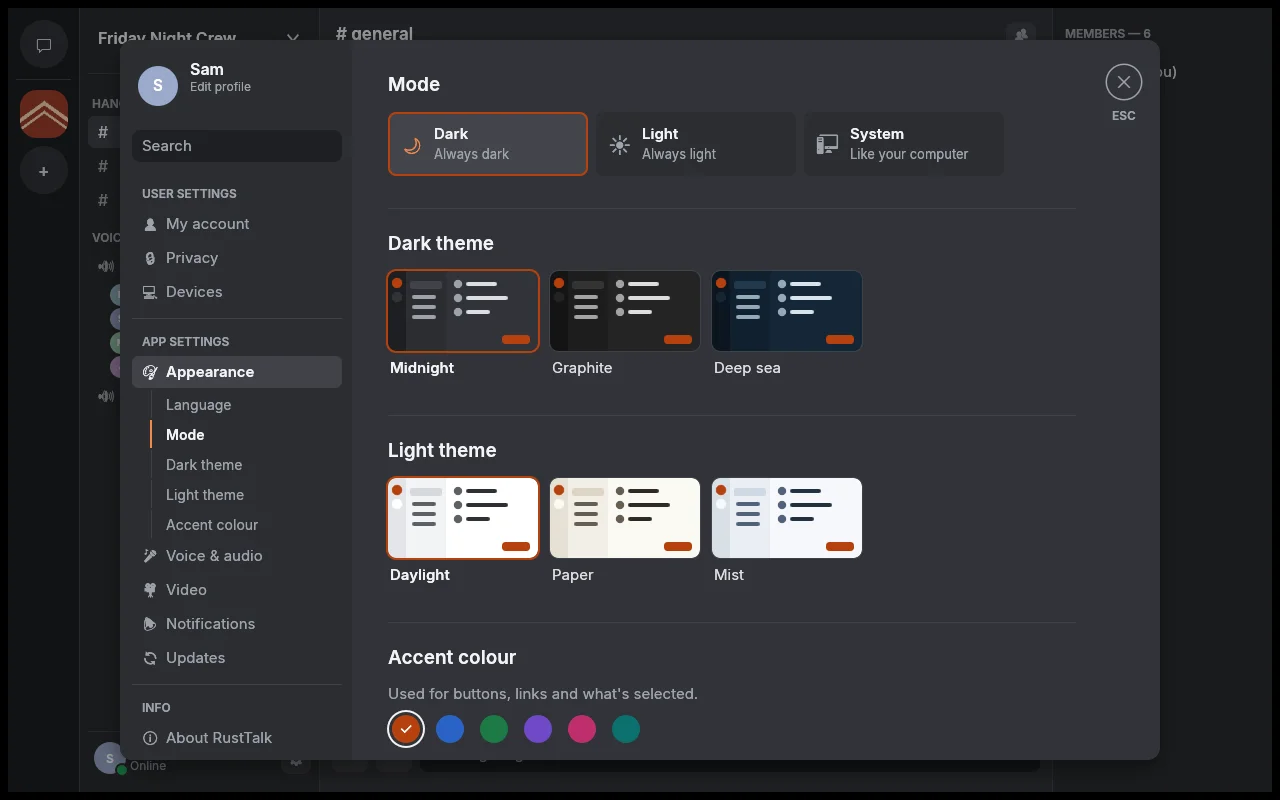 Friday Night Crew
# general
MEMBERS — 6
Sam
Edit profile
S
Search
USER SETTINGS
My account
Privacy
Devices
APP SETTINGS
Appearance
Language
Mode
Dark theme
Light theme
Accent colour
Voice & audio
Video
Notifications
Updates
INFO
About RustTalk
Mode
Dark
Always dark
Light
Always light
System
Like your computer
Dark theme
Midnight
Graphite
Deep sea
Light theme
Daylight
Paper
Mist
Accent colour
Used for buttons, links and what's selected.
ESC
#
#
#
+
S
Online